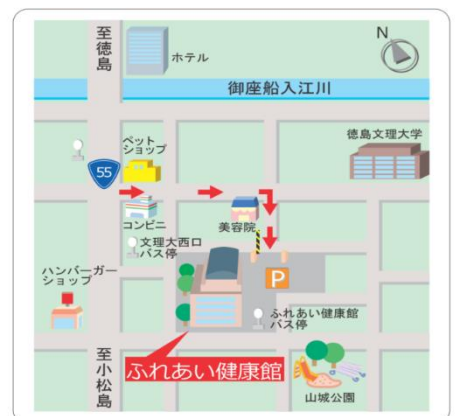 至徳島
ホテル
N
御座船入江川
徳島文理大学
ペット
ショップ
55
コンビニ
美容院
文理大西口
バス停
ハンバーガー
ショップ
P
ふれあい健康館
バス停
至小松島
ふれあい健康館
山城公園